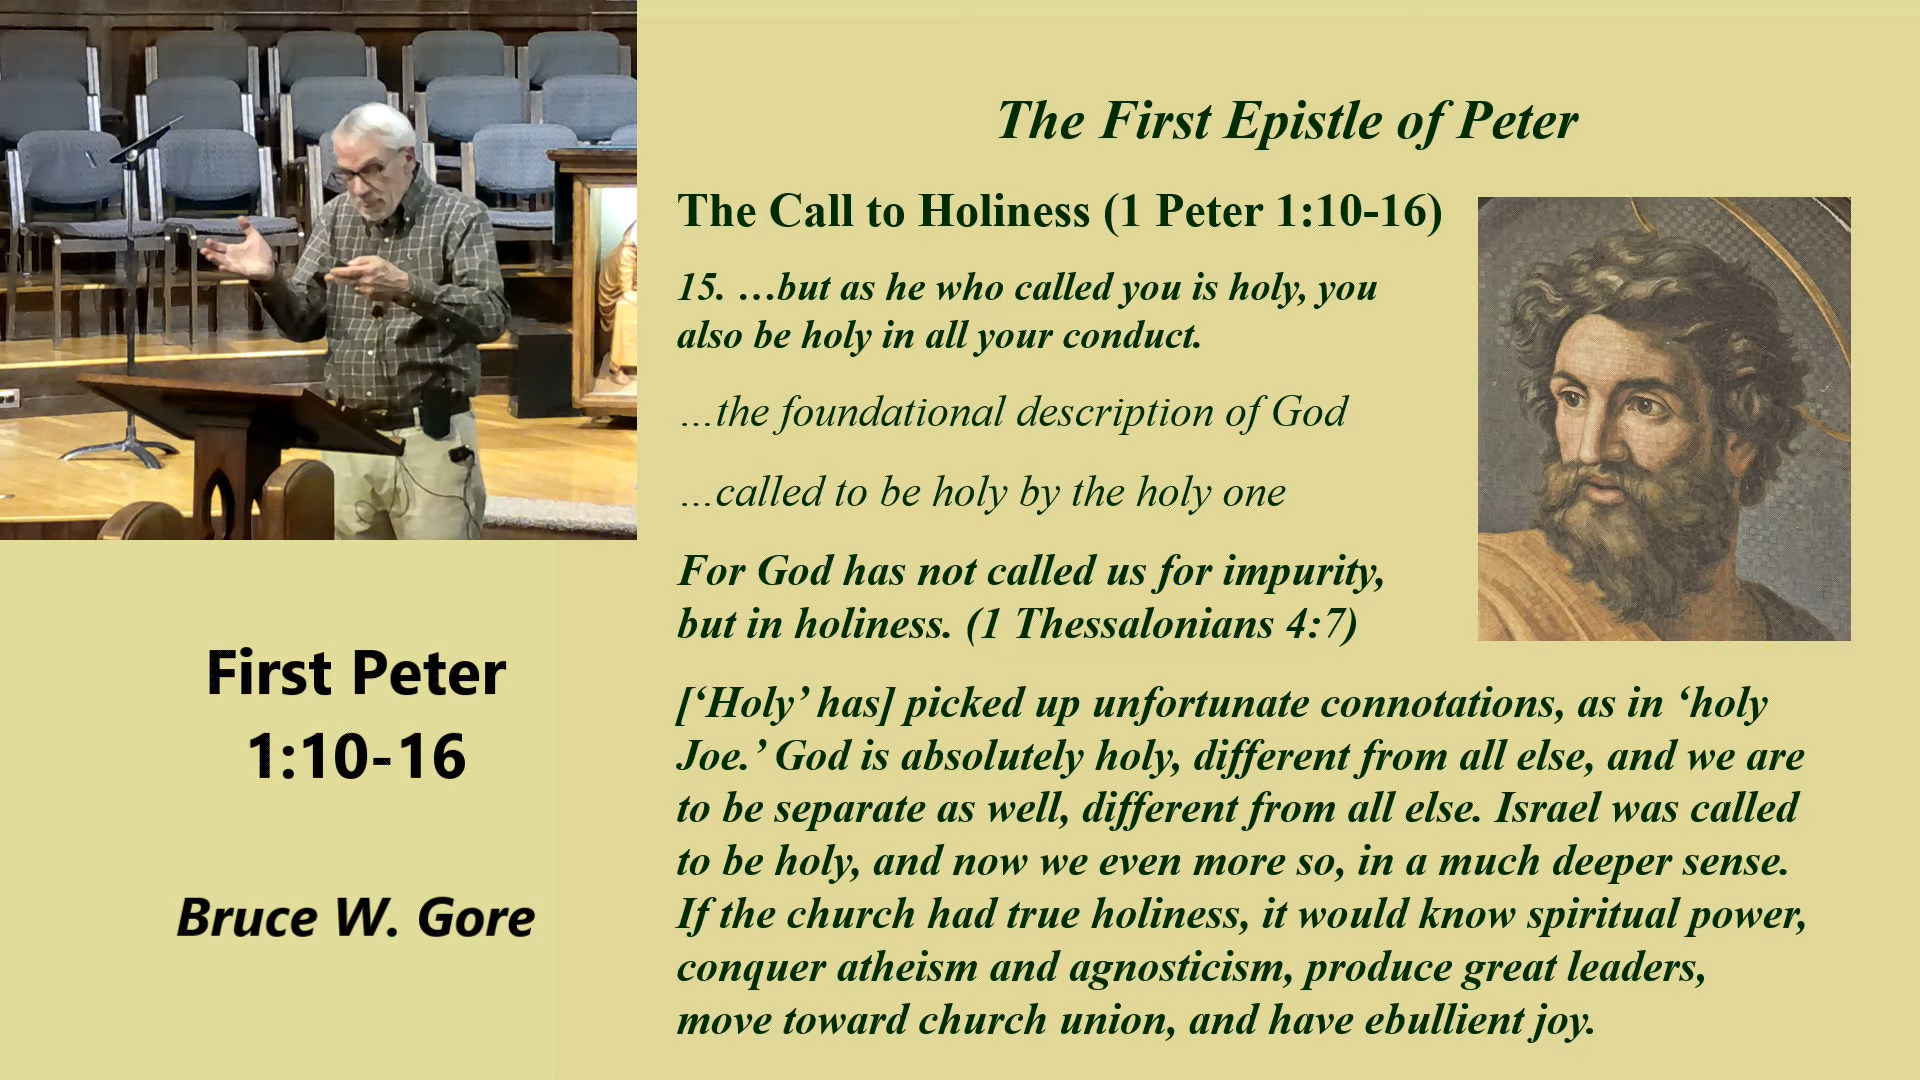 The First Epistle of Peter
The Call to Holiness (1 Peter 1:10-16)
15. …but as he who called you is holy, you
also be holy in all your conduct.
…the foundational description of God
…called to be holy by the holy one
For God has not called us for impurity,
but in holiness. (1 Thessalonians 4:7)
[‘Holy’ has] picked up unfortunate connotations, as in ‘holy
Joe.’ God is absolutely holy, different from all else, and we are
to be separate as well, different from all else. Israel was called
to be holy, and now we even more so, in a much deeper sense.
If the church had true holiness, it would know spiritual power,
conquer atheism and agnosticism, produce great leaders,
move toward church union, and have ebullient joy.
First Peter
1:10-16
Bruce W. Gore